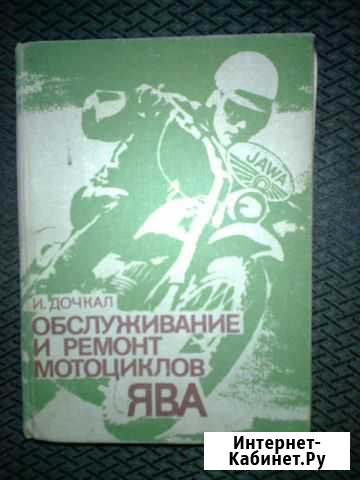 JAWA
И. ДОЧКАЛ
ОБСЛУЖИВАНИЕ
И РЕМОНТ
МОТОЦИКЛОВ
ЯВА
Интернет-
Кабинет.Ру